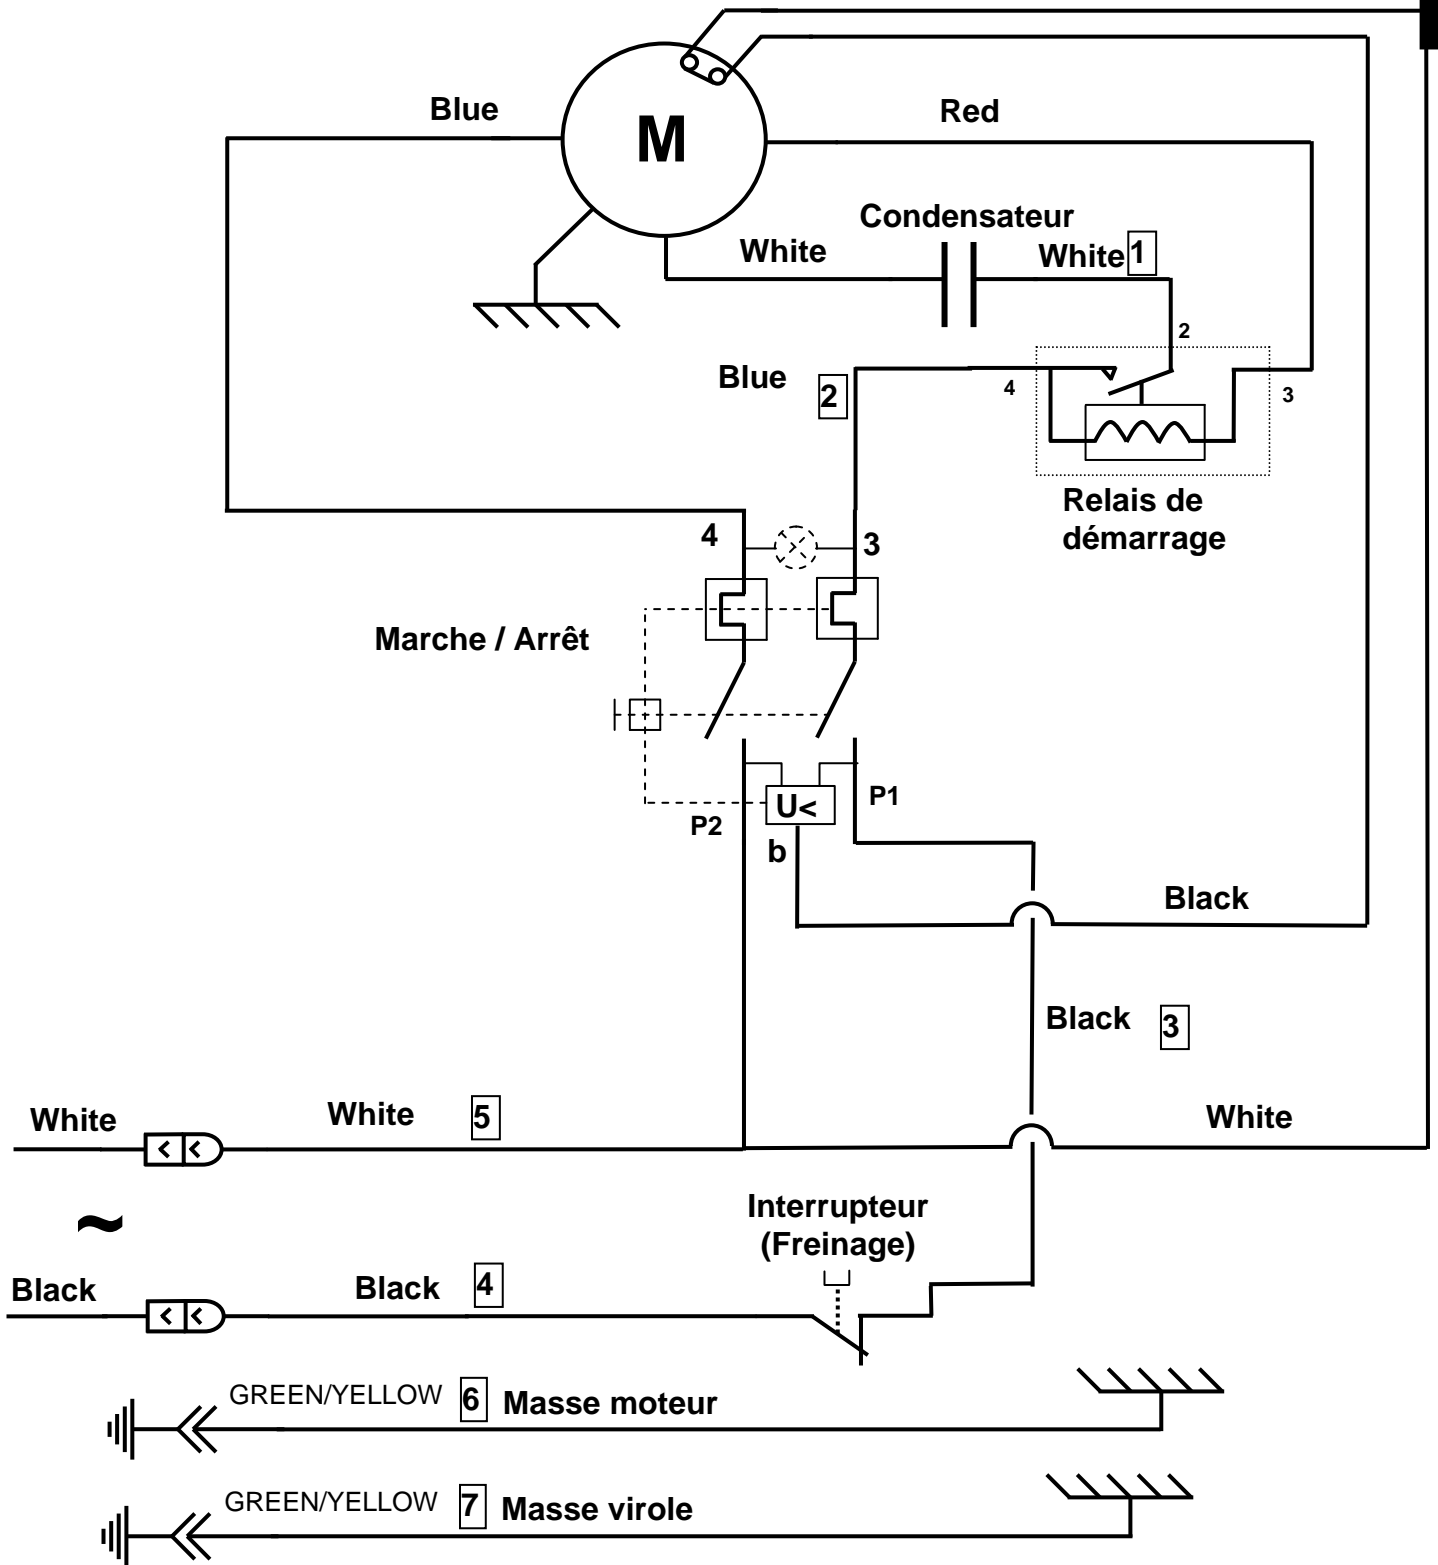 Blue
M
Red
Condensateur
White
White 1
2
Blue
2
4
3
Relais de
démarrage
4
3
Marche / Arrêt
U<
P1
P2
b
Black
Black 3
White
White 5
White
Interrupteur
(Freinage)
~
Black
Black 4
GREEN/YELLOW 6 Masse moteur
GREEN/YELLOW 7 Masse virole